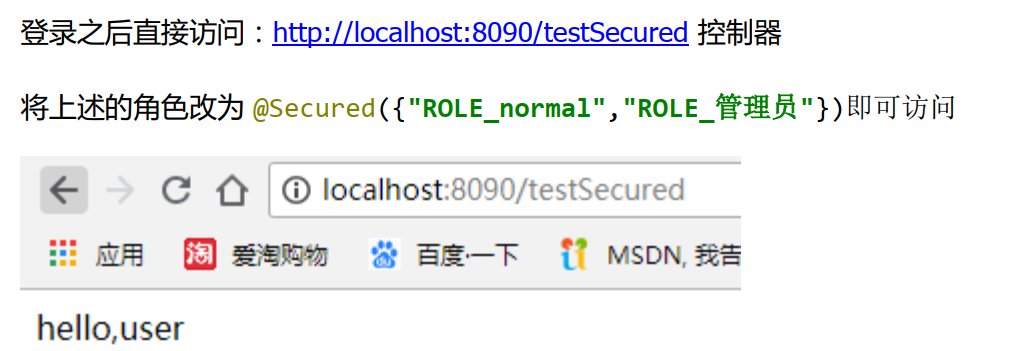 登录之后直接访问：http://localhost:8090/testSecured 控制器
将上述的角色改为 @Secured({"ROLE_normal","ROLE_管理员"})即可访问
localhost:8090/testSecured
应用 淘 爱淘购物 百度·一下 MSDN, 我告
hello,user